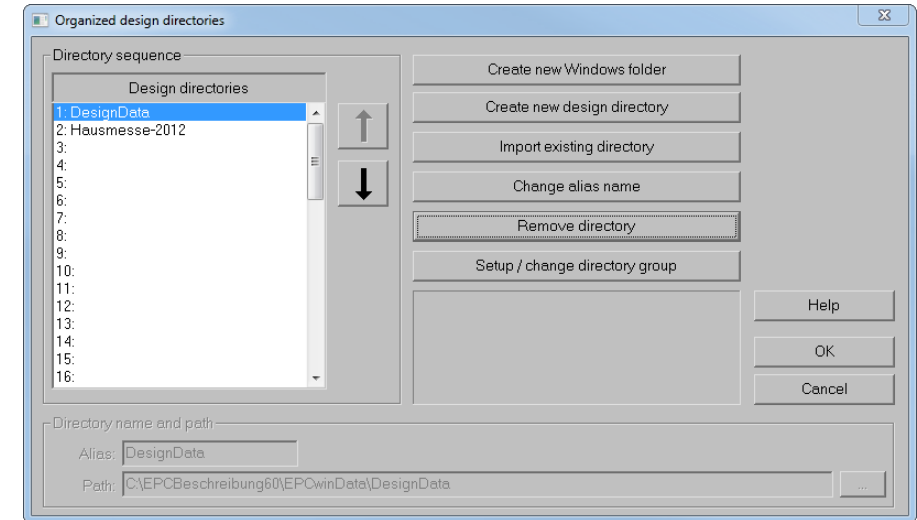 Organized design directories
Directory sequence
Design directories
1: DesignData
2: Hausmesse-2012
3:
4:
5:
6:
7:
8:
9:
10:
11:
12:
13:
14:
15:
16:
Create new Windows folder
Create new design directory
Import existing directory
Change alias name
Remove directory
Setup / change directory group
Help
OK
Cancel
Directory name and path
Alias: DesignData
Path: C:\EPCBeschreibung60\EPCwinData\DesignData
...